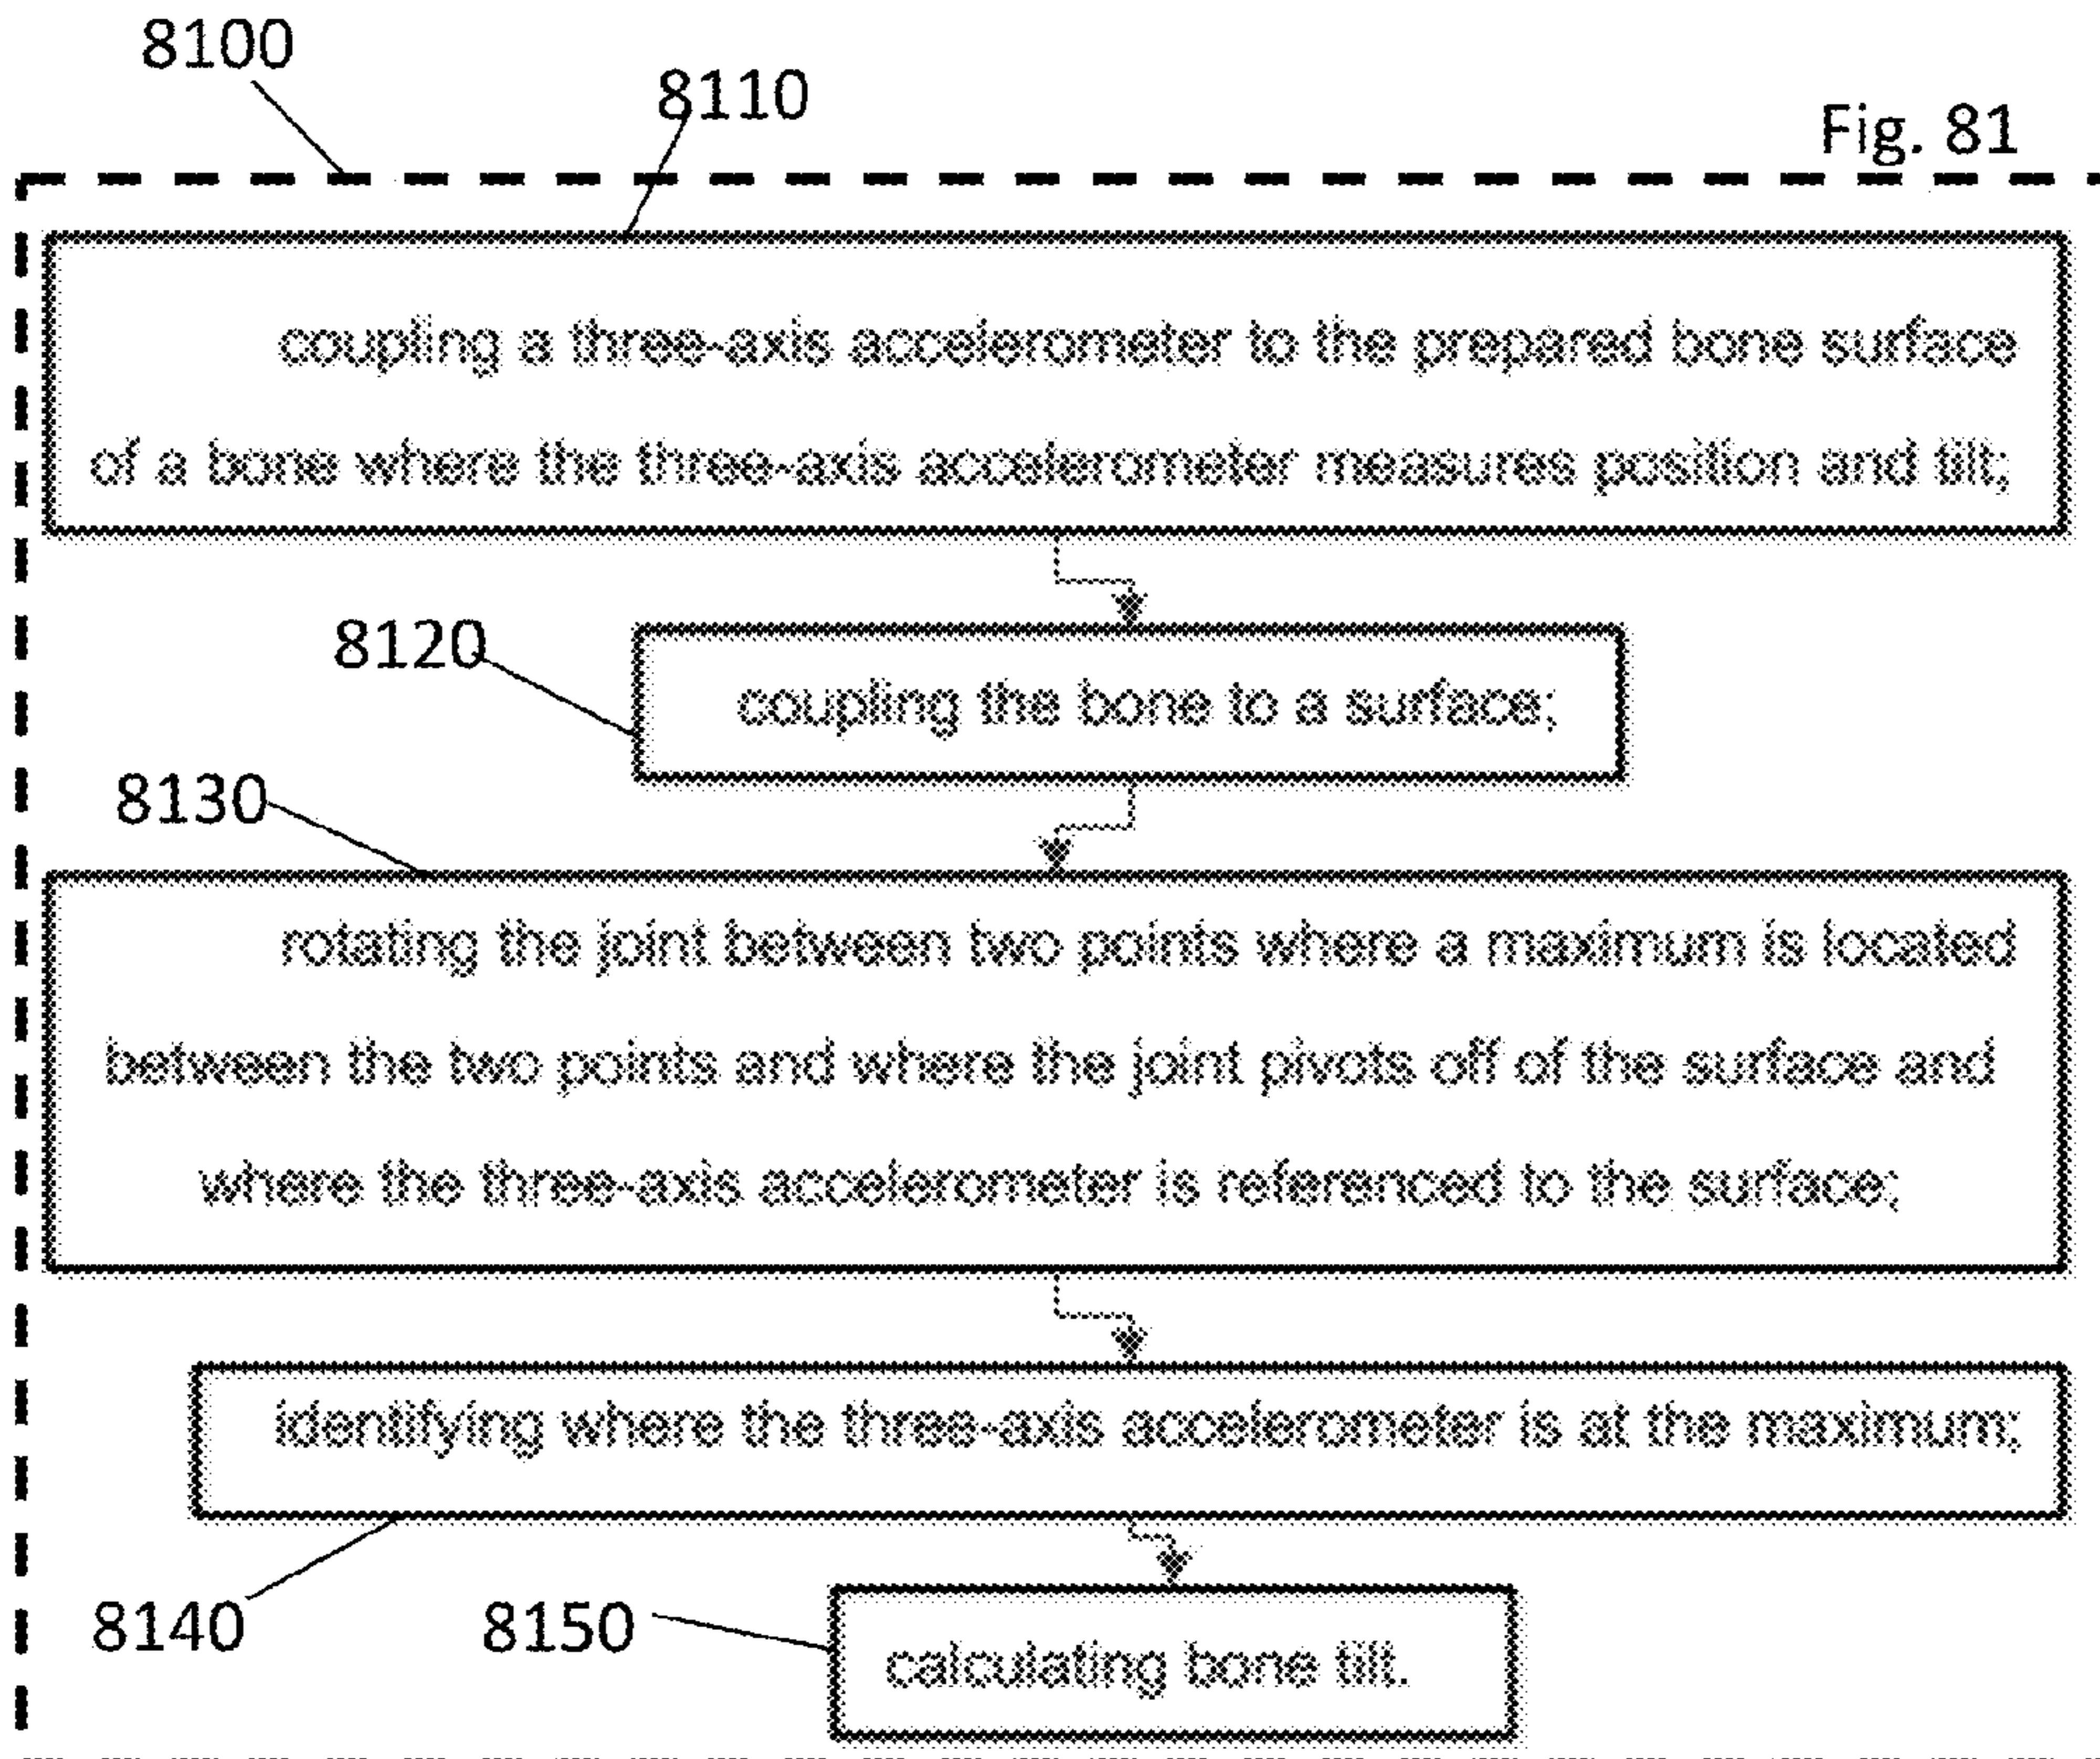 8100
8110
Fig. 81
coupling a three-axis accelerometer to the prepared bone surface
of a bone where the three-axis accelerometer measures position and tilt;
8120
coupling the bone to a surface;
8130
rotating the joint between two points where a maximum is located
between the two points and where the joint pivots off of the surface and
where the three-axis accelerometer is referenced to the surface;
identifying where the three-axis accelerometer is at the maximum;
8140
8150
calculating bone tilt.